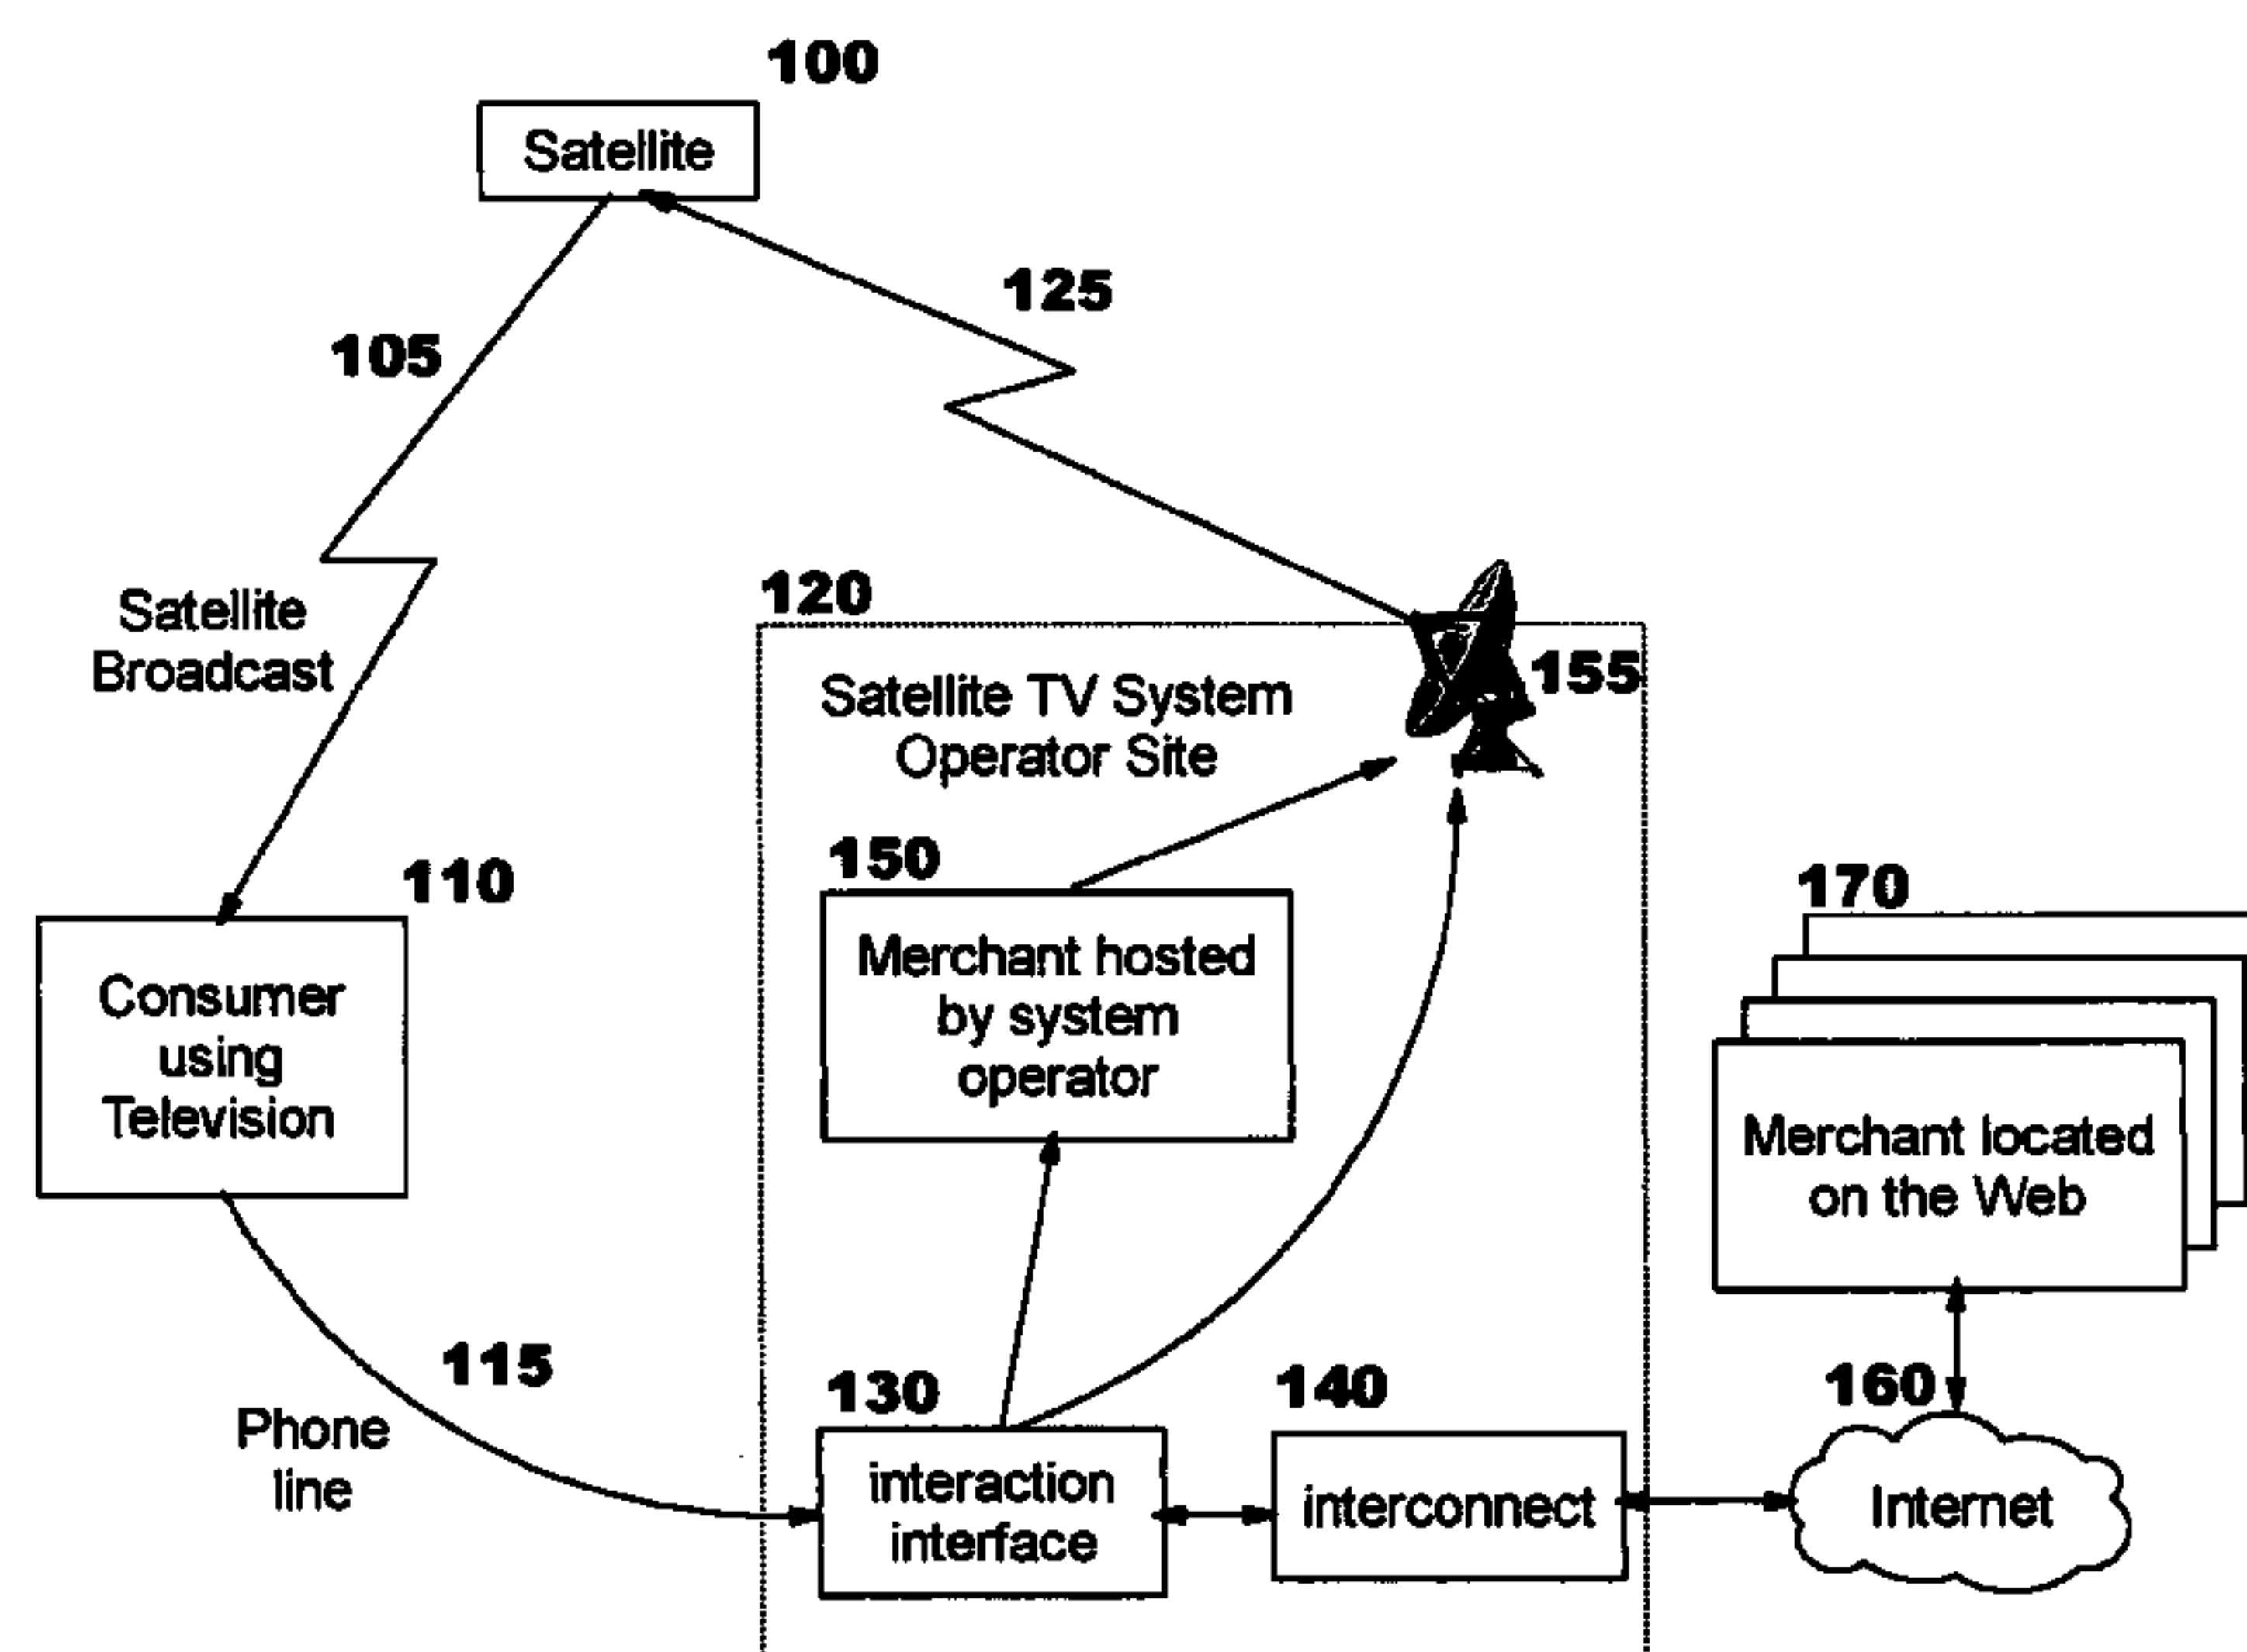 100
Satellite
125
105
Satellite
Broadcast
120
155
Satellite TV System
Operator Site
110
Consumer
using
Television
150
Merchant hosted
by system
operator
170
Merchant located
on the Web
115
Phone
line
130
interaction
interface
140
interconnect
160
Internet